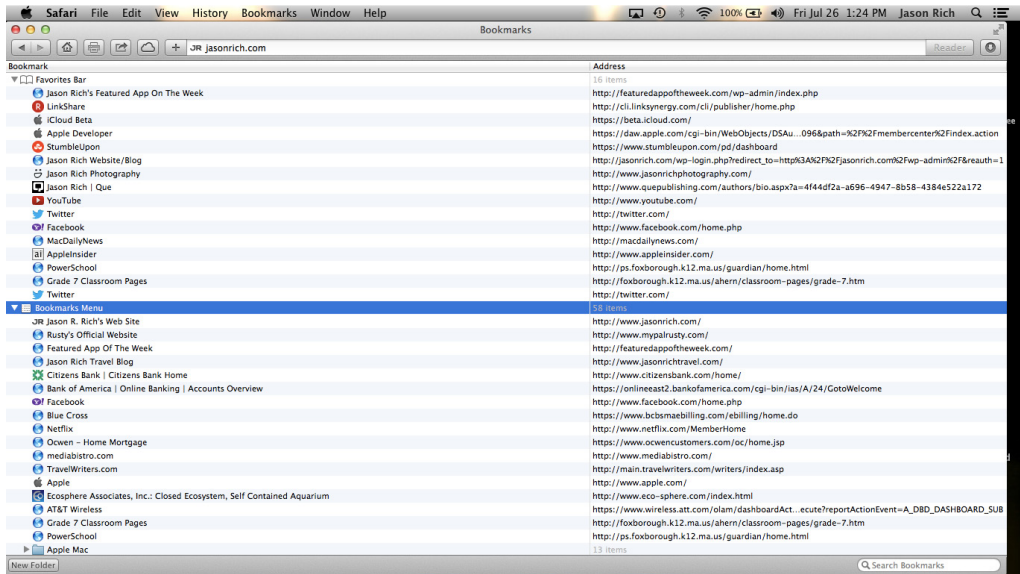 Safari File Edit View History Bookmarks Window Help 100% Fri Jul 26 1:24 PM Jason Rich
Bookmarks
JR jasonrich.com Reader
Bookmark Address
Favorites Bar 16 items
Jason Rich's Featured App On The Week http://featuredappoftheweek.com/wp-admin/index.php
R LinkShare http://cli.linksynergy.com/cli/publisher/home.php
iCloud Beta https://beta.icloud.com/
Apple Developer https://daw.apple.com/cgi-bin/WebObjects/DSAu...096&path=%2F%2Fmembercenter%2Findex.action
StumbleUpon https://www.stumbleupon.com/pd/dashboard
Jason Rich Website/Blog http://jasonrich.com/wp-login.php?redirect_to=http%3A%2F%2Fjasonrich.com%2Fwp-admin%2F&reauth=1
Jason Rich Photography http://www.jasonrichphotography.com/
Jason Rich | Que http://www.quepublishing.com/authors/bio.aspx?a=4f44df2a-a696-4947-8b58-4384e522a172
YouTube http://www.youtube.com/
Twitter http://twitter.com/
Y! Facebook http://www.facebook.com/home.php
MacDailyNews http://macdailynews.com/
ai AppleInsider http://www.appleinsider.com/
PowerSchool http://ps.foxborough.k12.ma.us/guardian/home.html
Grade 7 Classroom Pages http://foxborough.k12.ma.us/ahern/classroom-pages/grade-7.htm
Twitter http://twitter.com/
Bookmarks Menu 58 items
JR Jason R. Rich's Web Site http://www.jasonrich.com/
Rusty's Official Website http://www.mypalrusty.com/
Featured App Of The Week http://featuredappoftheweek.com/
Jason Rich Travel Blog http://www.jasonrichtravel.com/
Citizens Bank | Citizens Bank Home http://www.citizensbank.com/home/
Bank of America | Online Banking | Accounts Overview https://onlineeast2.bankofamerica.com/cgi-bin/ias/A/24/GotoWelcome
Y! Facebook http://www.facebook.com/home.php
Blue Cross https://www.bcbsmaebilling.com/ebilling/home.do
Netflix http://www.netflix.com/MemberHome
Ocwen - Home Mortgage https://www.ocwencustomers.com/oc/home.jsp
mediabistro.com http://www.mediabistro.com/
TravelWriters.com http://main.travelwriters.com/writers/index.asp
Apple http://www.apple.com/
Ecosphere Associates, Inc.: Closed Ecosystem, Self Contained Aquarium http://www.eco-sphere.com/index.html
AT&T Wireless https://www.wireless.att.com/olam/dashboardAct...ecute?reportActionEvent=A_DBD_DASHBOARD_SUB
Grade 7 Classroom Pages http://foxborough.k12.ma.us/ahern/classroom-pages/grade-7.htm
PowerSchool http://ps.foxborough.k12.ma.us/guardian/home.html
Apple Mac 13 items
New Folder Search Bookmarks